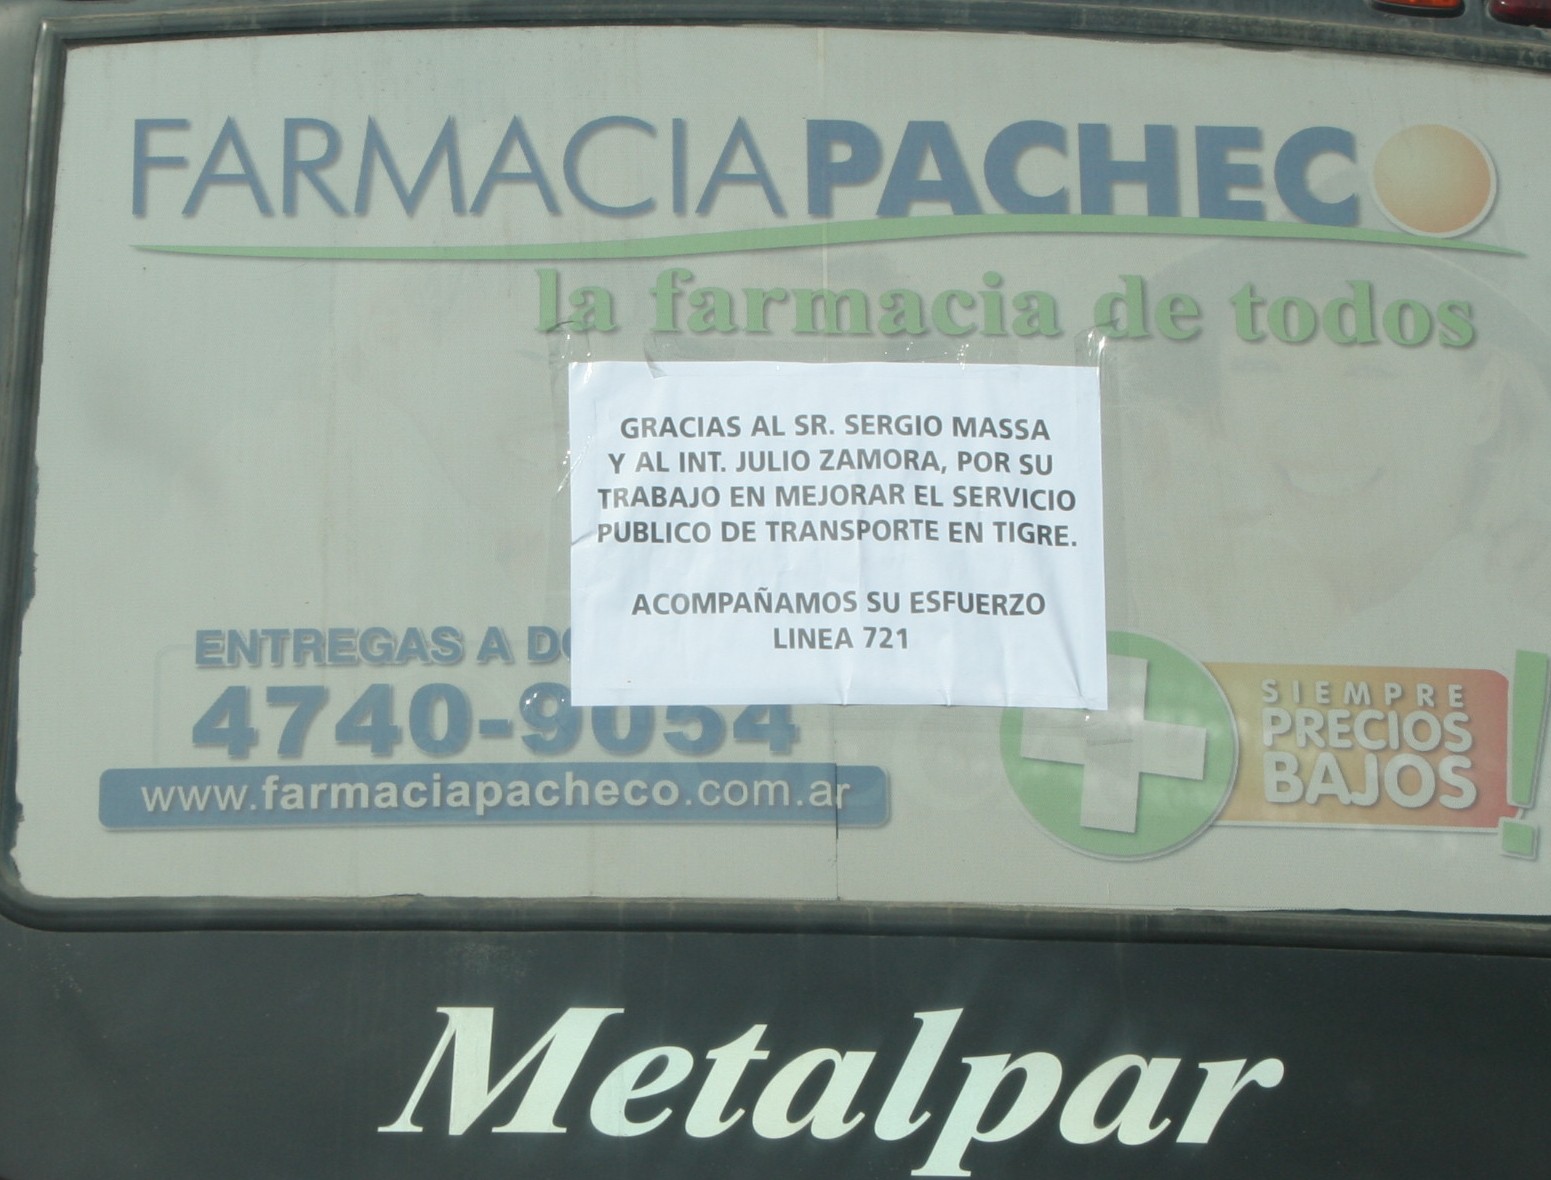 FARMACIAPACHECO
la farmacia de todos
GRACIAS AL SR. SERGIO MASSA
Y AL INT. JULIO ZAMORA, POR SU
TRABAJO EN MEJORAR EL SERVICIO
PUBLICO DE TRANSPORTE EN TIGRE.
ACOMPAÑAMOS SU ESFUERZO
LINEA 721
ENTREGAS A
4740-9054
www.farmaciapacheco.com.ar
SIEMPRE
PRECIOS
BAJOS!
Metalpar